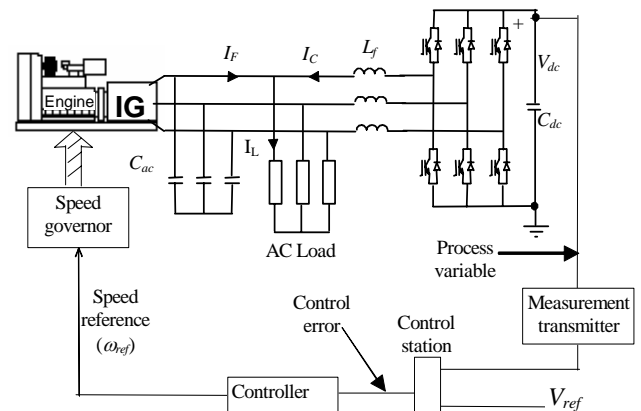 I_F
I_C
L_f
+
V_dc
Engine
IG
C_dc
C_ac
I_L
Speed
governor
AC Load
Process
variable
Speed
reference
(ω_ref)
Control
error
Control
station
Measurement
transmitter
Controller
V_ref